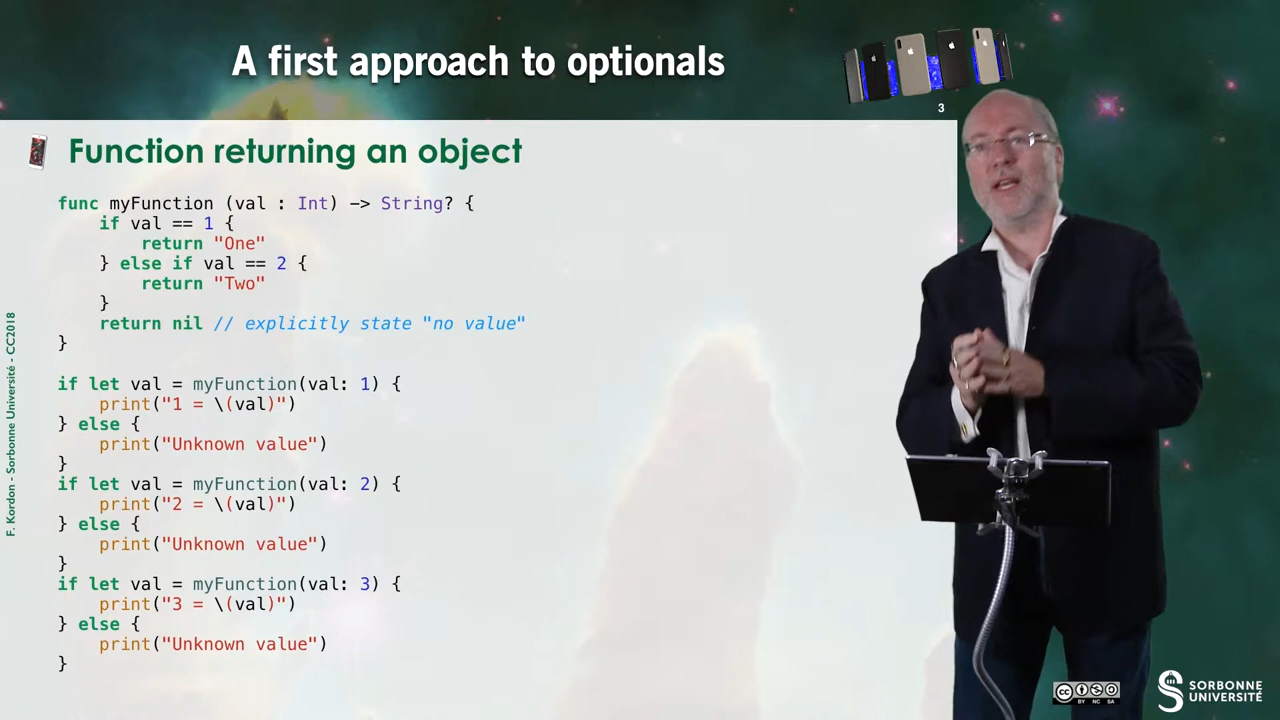 A first approach to optionals
3
Function returning an object
func myFunction (val : Int) -> String? {
    if val == 1 {
        return "One"
    } else if val == 2 {
        return "Two"
    }
    return nil // explicitly state "no value"
}
if let val = myFunction(val: 1) {
    print("1 = \(val)")
} else {
    print("Unknown value")
}
if let val = myFunction(val: 2) {
    print("2 = \(val)")
} else {
    print("Unknown value")
}
if let val = myFunction(val: 3) {
    print("3 = \(val)")
} else {
    print("Unknown value")
}
F. Kordon - Sorbonne Université - CC2018
cc
BY NC SA
SORBONNE
UNIVERSITÉ